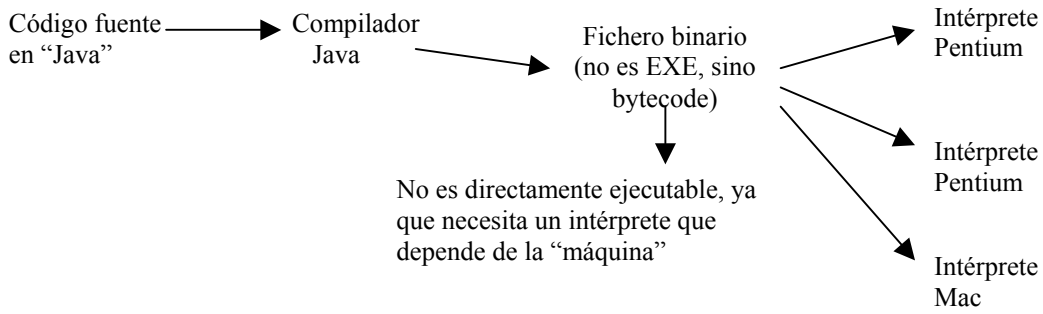 Código fuente
en “Java”
Compilador
Java
Fichero binario
(no es EXE, sino
bytecode)
No es directamente ejecutable, ya
que necesita un intérprete que
depende de la “máquina”
Intérprete
Pentium
Intérprete
Pentium
Intérprete
Mac